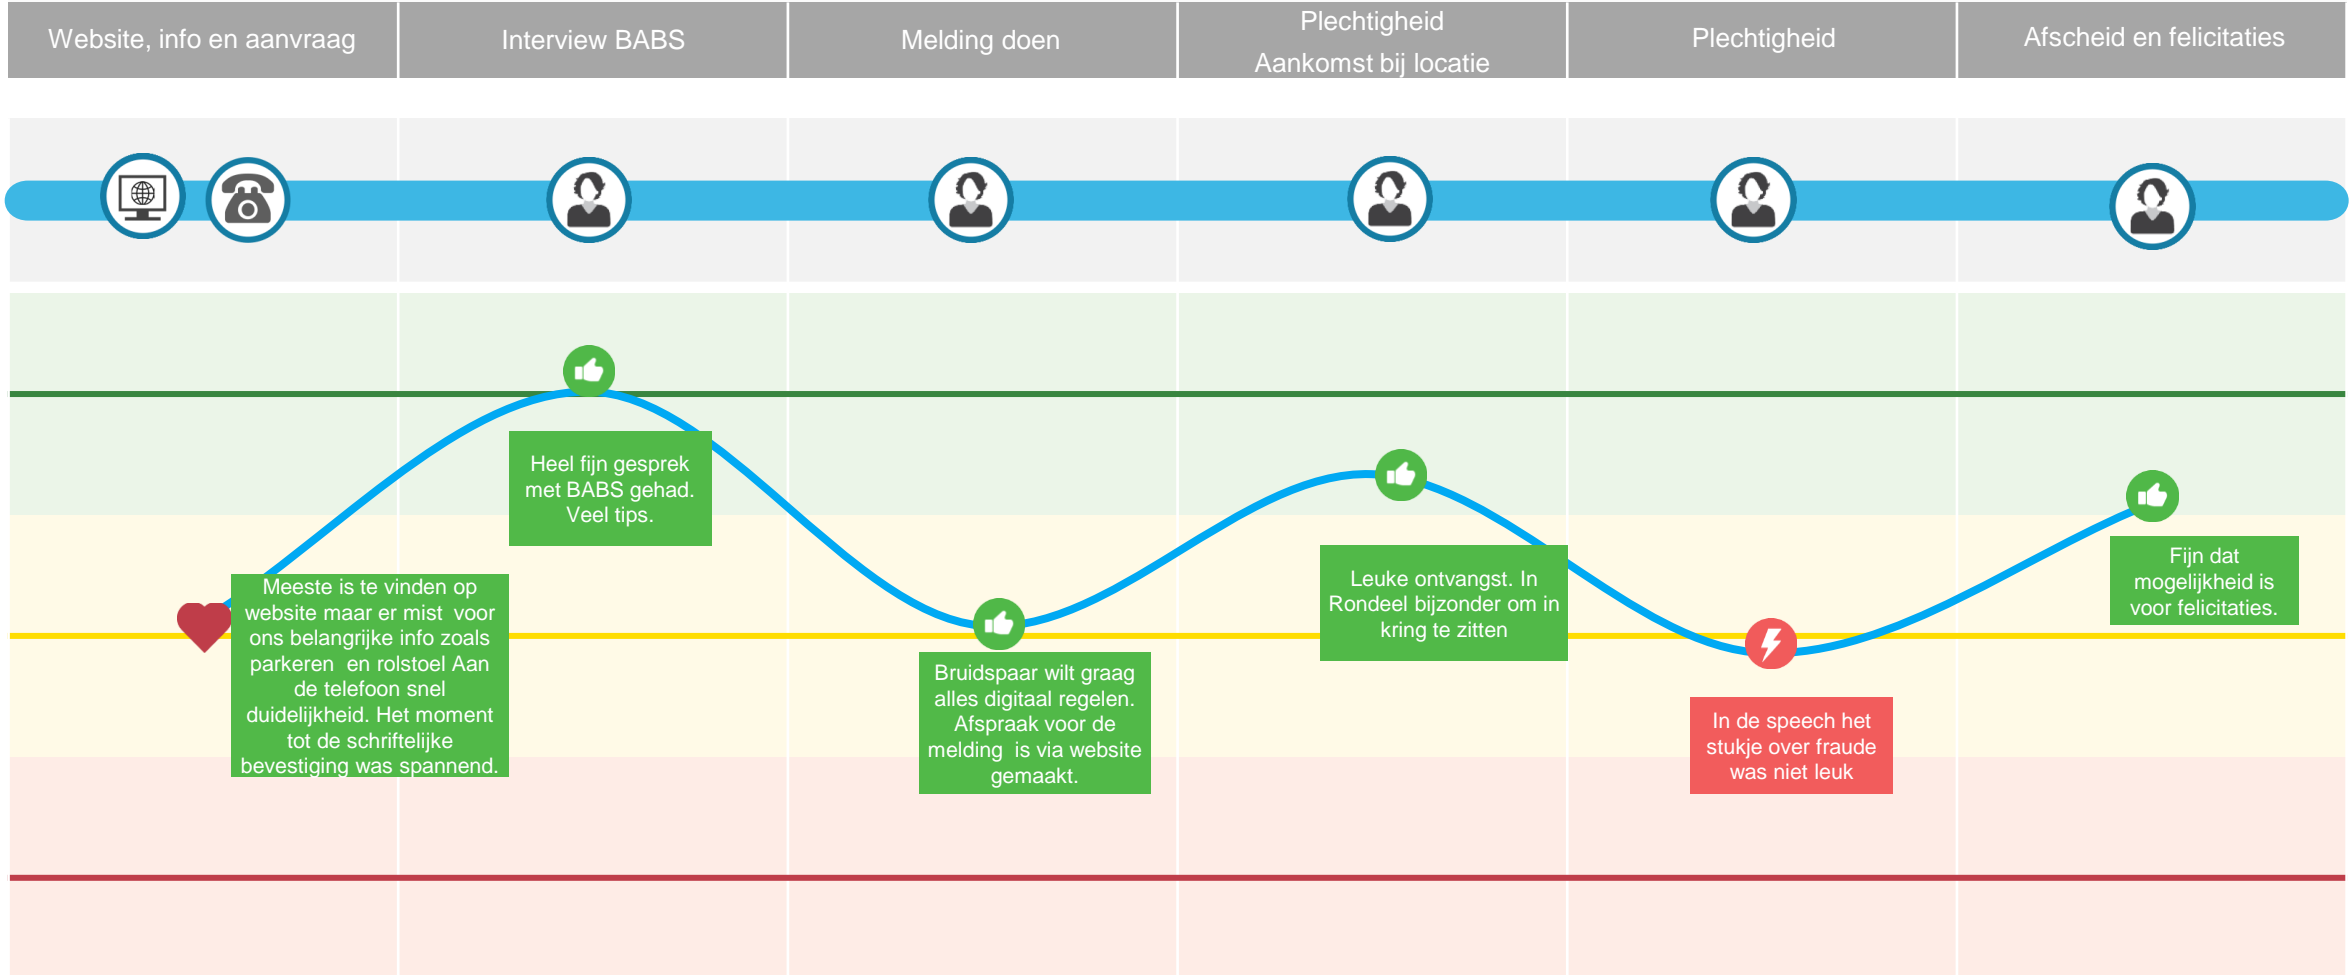 Website, info en aanvraag
Interview BABS
Melding doen
Plechtigheid
Aankomst bij locatie
Plechtigheid
Afscheid en felicitaties
Meeste is te vinden op
website maar er mist voor
ons belangrijke info zoals
parkeren en rolstoel Aan
de telefoon snel
duidelijkheid. Het moment
tot de schriftelijke
bevestiging was spannend.
Heel fijn gesprek
met BABS gehad.
Veel tips.
Bruidspaar wilt graag
alles digitaal regelen.
Afspraak voor de
melding is via website
gemaakt.
Leuke ontvangst. In
Rondeel bijzonder om in
kring te zitten
In de speech het
stukje over fraude
was niet leuk
Fijn dat
mogelijkheid is
voor felicitaties.